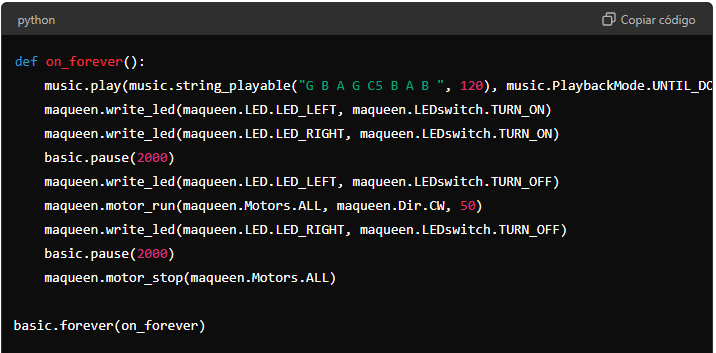 python Copiar código
def on_forever():
    music.play(music.string_playable("G B A G C5 B A B ", 120), music.PlaybackMode.UNTIL_DO
    maqueen.write_led(maqueen.LED.LED_LEFT, maqueen.LEDswitch.TURN_ON)
    maqueen.write_led(maqueen.LED.LED_RIGHT, maqueen.LEDswitch.TURN_ON)
    basic.pause(2000)
    maqueen.write_led(maqueen.LED.LED_LEFT, maqueen.LEDswitch.TURN_OFF)
    maqueen.motor_run(maqueen.Motors.ALL, maqueen.Dir.CW, 50)
    maqueen.write_led(maqueen.LED.LED_RIGHT, maqueen.LEDswitch.TURN_OFF)
    basic.pause(2000)
    maqueen.motor_stop(maqueen.Motors.ALL)
basic.forever(on_forever)